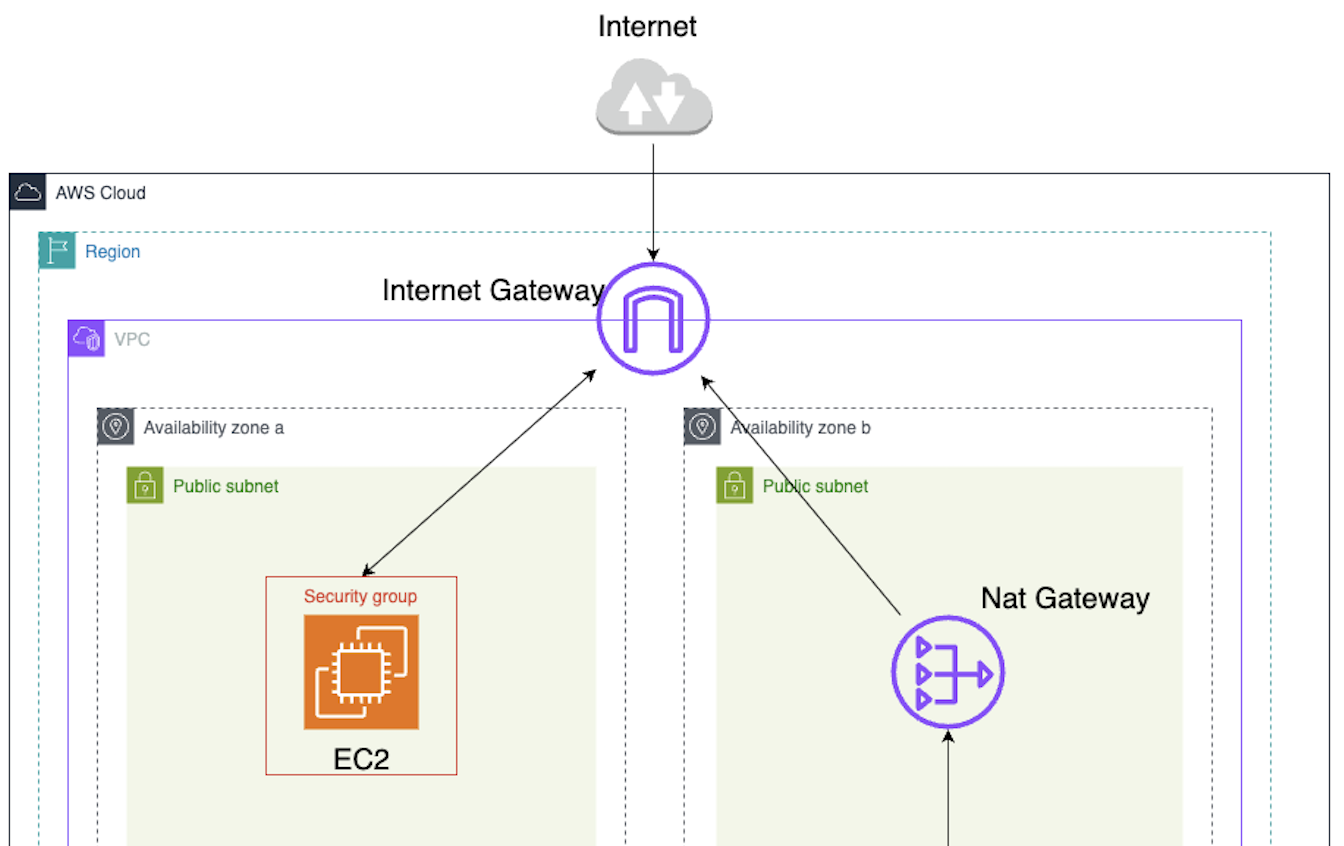 Internet
AWS Cloud
Region
Internet Gateway
VPC
Availability zone a
Availability zone b
Public subnet
Public subnet
Security group
Nat Gateway
EC2